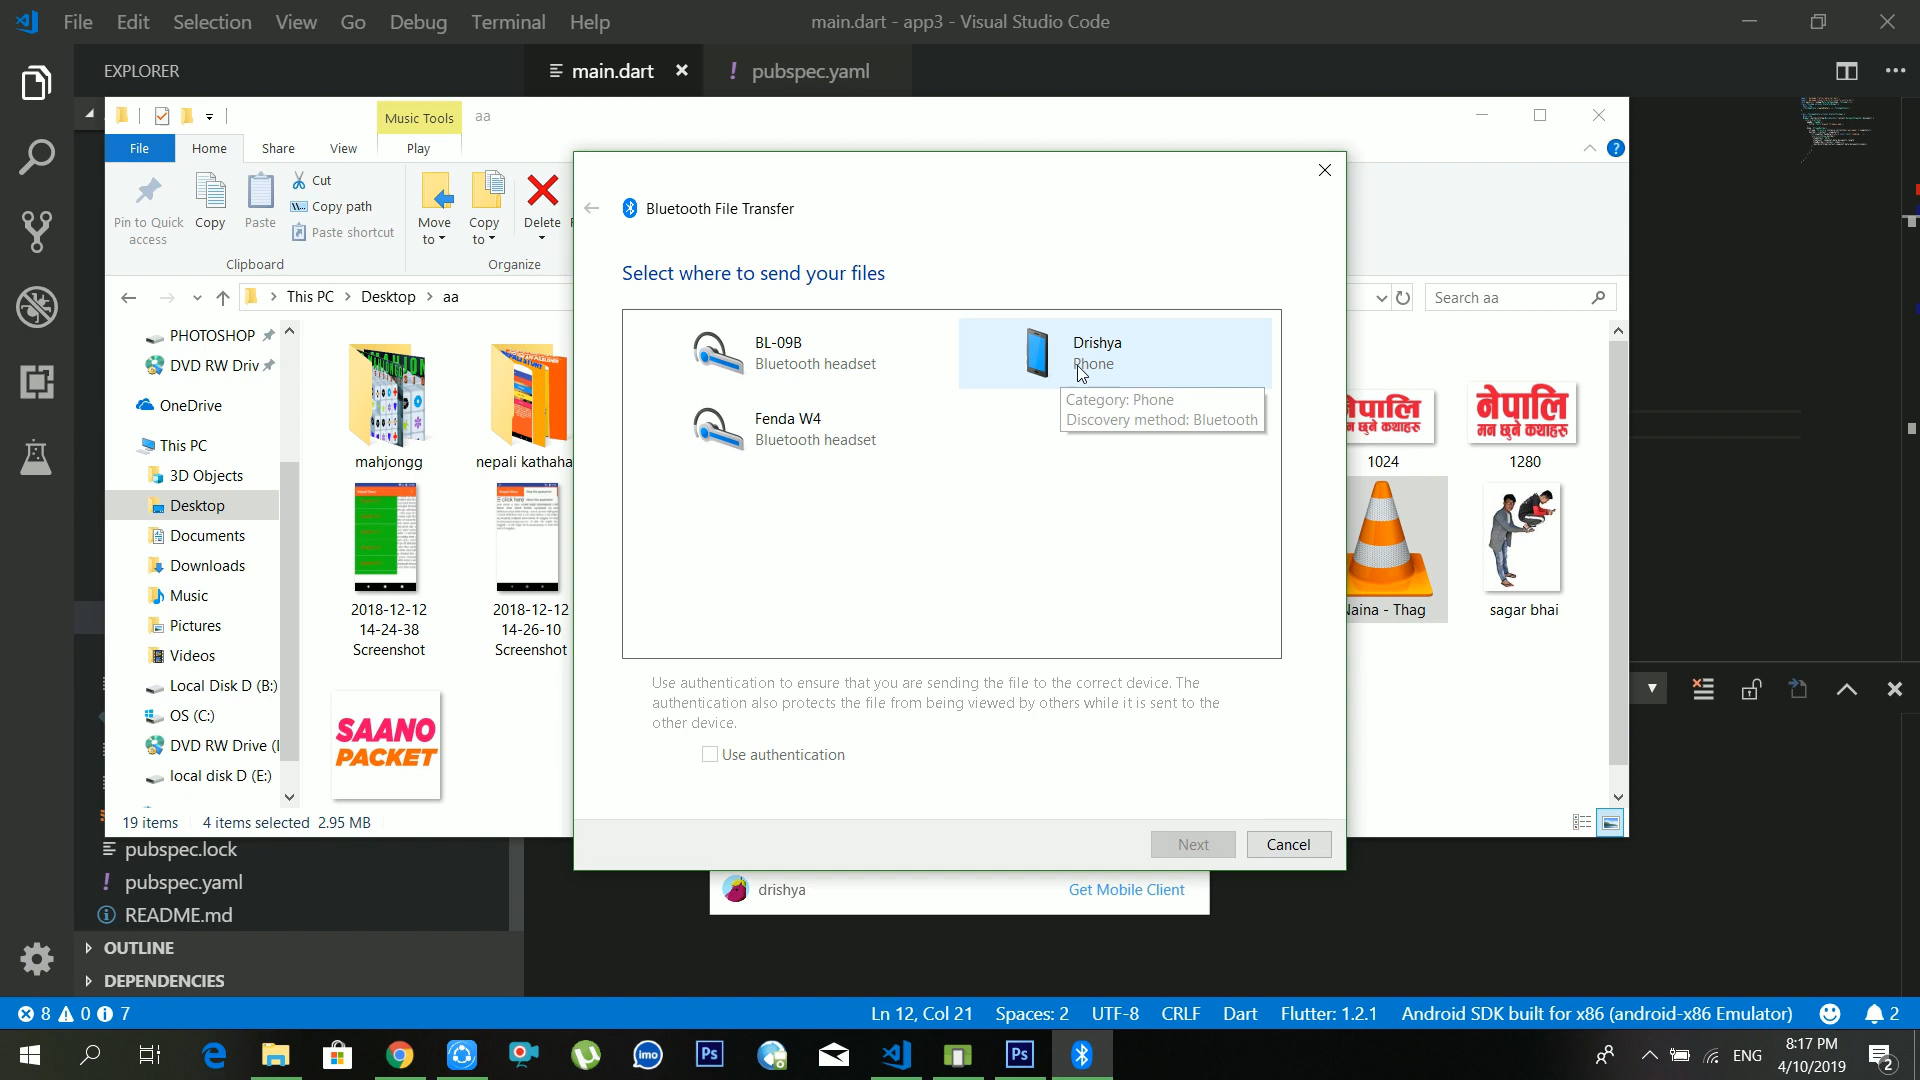 File Edit Selection View Go Debug Terminal Help
main.dart - app3 - Visual Studio Code
EXPLORER
main.dart
! pubspec.yaml
Music Tools
aa
File
Home
Share
View
Play
Pin to Quick access
Copy
Paste
Cut
Copy path
Paste shortcut
Clipboard
Move to
Copy to
Delete
Organize
This PC > Desktop > aa
Search aa
PHOTOSHOP
DVD RW Driv
OneDrive
This PC
3D Objects
Desktop
Documents
Downloads
Music
Pictures
Videos
Local Disk D (B:)
OS (C:)
DVD RW Drive (
local disk D (E:)
mahjongg
nepali kathaha
2018-12-12
14-24-38
Screenshot
2018-12-12
14-26-10
Screenshot
SAANO
PACKET
19 items 4 items selected 2.95 MB
Bluetooth File Transfer
Select where to send your files
BL-09B
Bluetooth headset
Drishya
Phone
Category: Phone
Discovery method: Bluetooth
Fenda W4
Bluetooth headset
Use authentication to ensure that you are sending the file to the correct device. The
authentication also protects the file from being viewed by others while it is sent to the
other device.
Use authentication
Next
Cancel
नेपालि
मन छुने कथाहरु
1280
1024
Naina - Thag
sagar bhai
drishya
Get Mobile Client
pubspec.lock
! pubspec.yaml
README.md
OUTLINE
DEPENDENCIES
8 0 7
Ln 12, Col 21 Spaces: 2 UTF-8 CRLF Dart Flutter: 1.2.1 Android SDK built for x86 (android-x86 Emulator) 2
imo
Ps
Ps
ENG
8:17 PM
4/10/2019
2